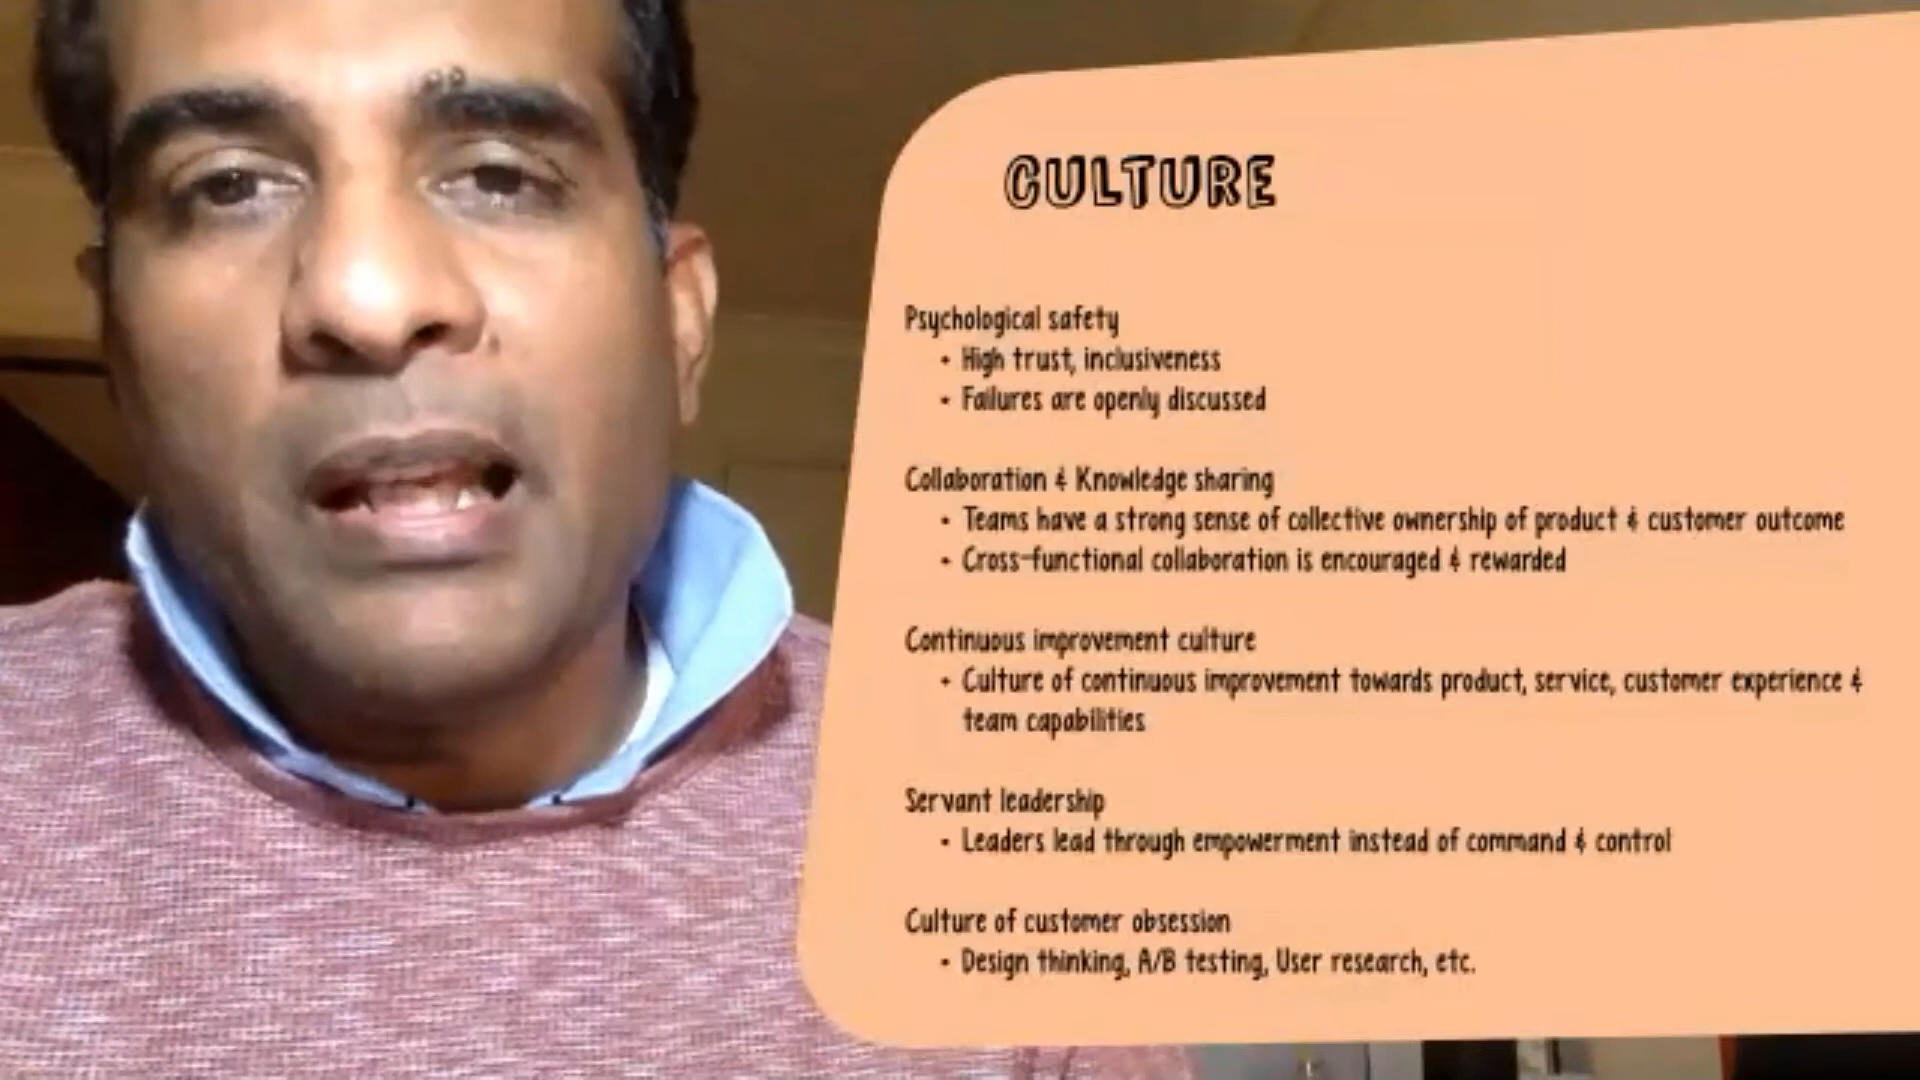 CULTURE
Psychological safety
• High trust, inclusiveness
• Failures are openly discussed
Collaboration & Knowledge sharing
• Teams have a strong sense of collective ownership of product & customer outcome
• Cross-functional collaboration is encouraged & rewarded
Continuous improvement culture
• Culture of continuous improvement towards product, service, customer experience &
team capabilities
Servant leadership
• Leaders lead through empowerment instead of command & control
Culture of customer obsession
• Design thinking, A/B testing, User research, etc.